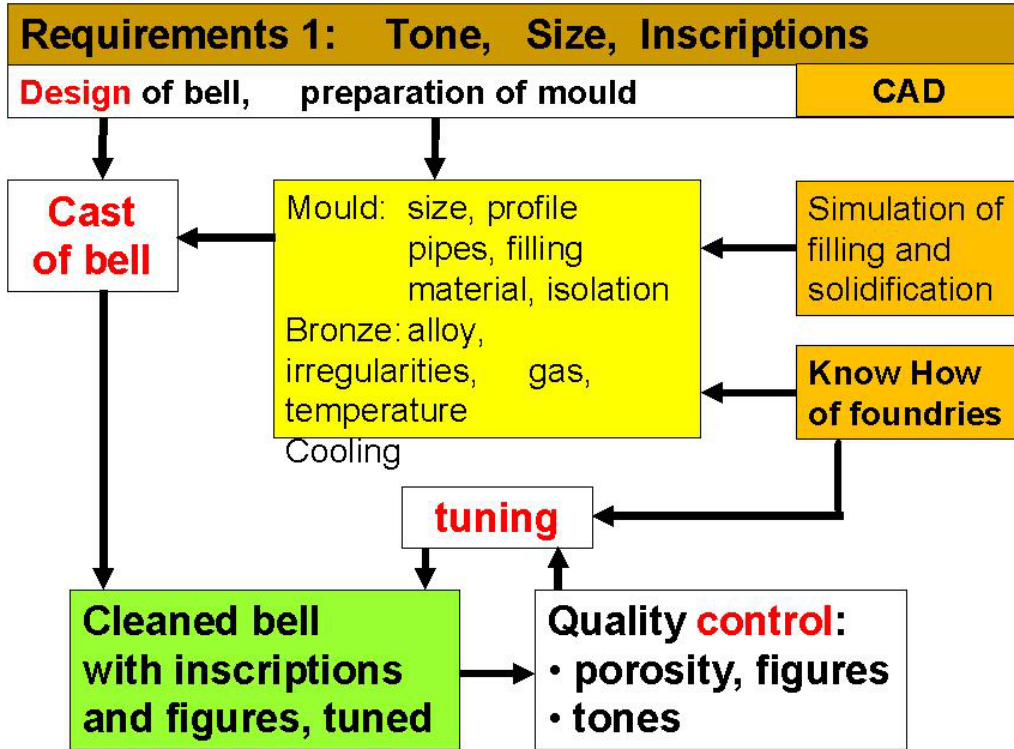 Requirements 1: Tone, Size, Inscriptions
Design of bell, preparation of mould
CAD
Cast
of bell
Mould: size, profile
pipes, filling
material, isolation
Bronze: alloy,
irregularities, gas,
temperature
Cooling
Simulation of
filling and
solidification
Know How
of foundries
tuning
Cleaned bell
with inscriptions
and figures, tuned
Quality control:
• porosity, figures
• tones